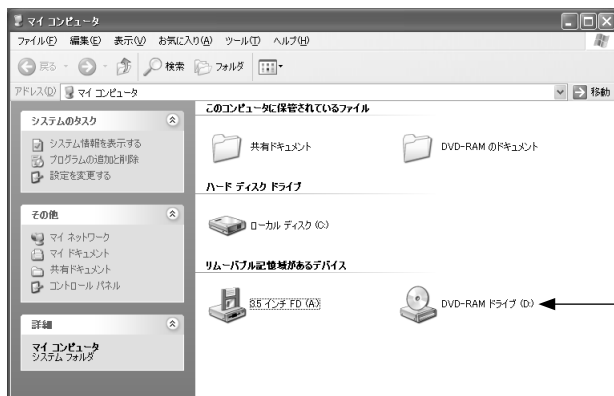 マイ コンピュータ
ファイル(F) 編集(E) 表示(V) お気に入り(A) ツール(T) ヘルプ(H)
戻る 検索 フォルダ
アドレス(D) マイ コンピュータ 移動
システムのタスク
システム情報を表示する
プログラムの追加と削除
設定を変更する
その他
マイ ネットワーク
マイ ドキュメント
共有ドキュメント
コントロール パネル
詳細
マイ コンピュータ
システム フォルダ
このコンピュータに保管されているファイル
共有ドキュメント DVD-RAM のドキュメント
ハード ディスク ドライブ
ローカル ディスク (C:)
リムーバブル記憶域があるデバイス
3.5 インチ FD (A:) DVD-RAM ドライブ (D:)